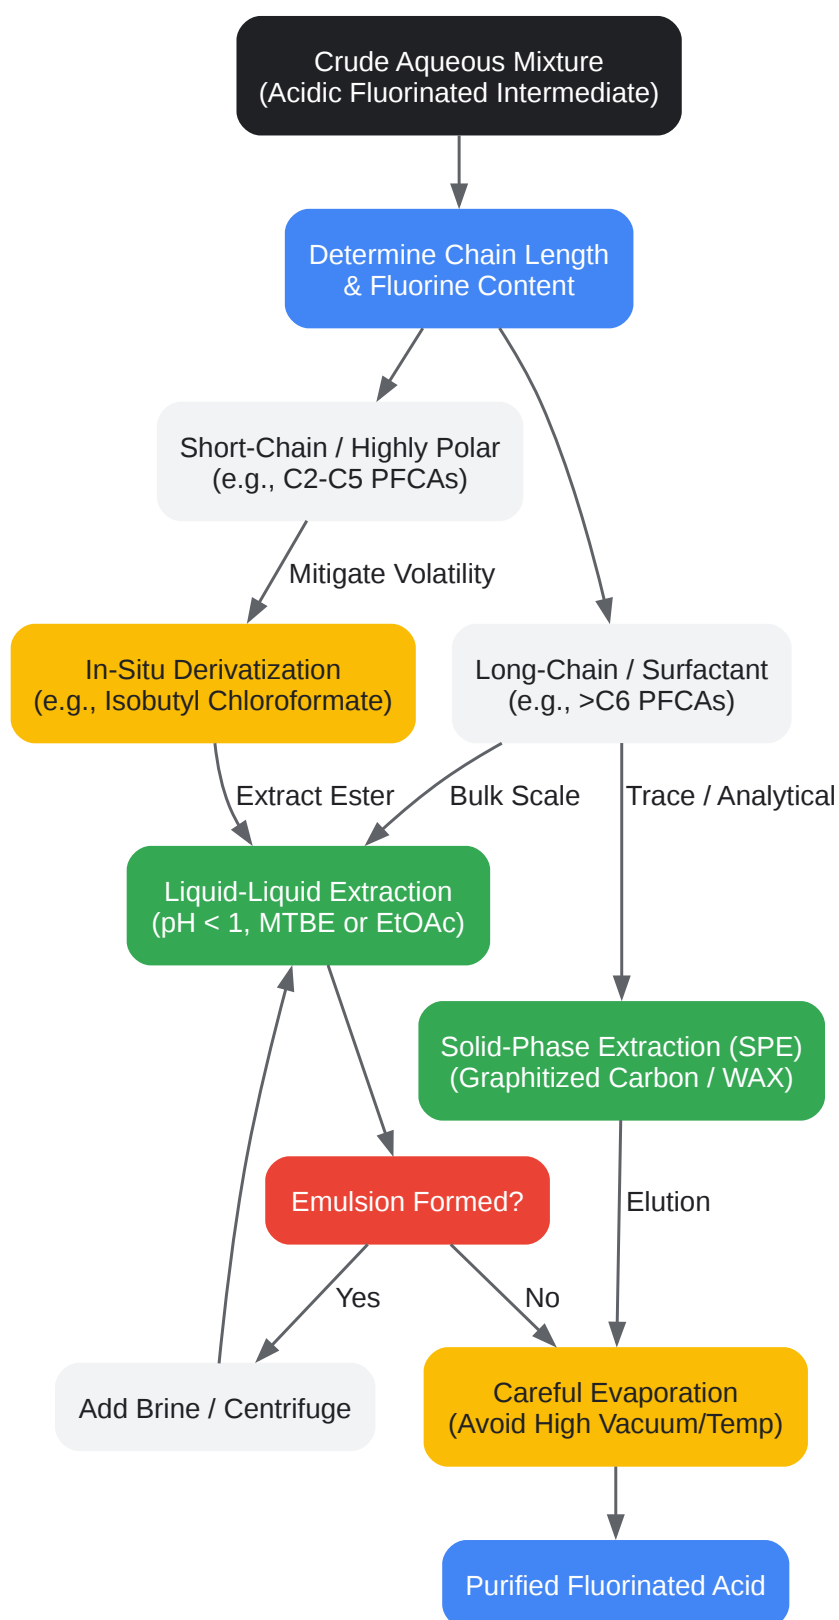 Crude Aqueous Mixture
(Acidic Fluorinated Intermediate)
Determine Chain Length
& Fluorine Content
Short-Chain / Highly Polar
(e.g., C2-C5 PFCAs)
Mitigate Volatility
In-Situ Derivatization
(e.g., Isobutyl Chloroformate)
Long-Chain / Surfactant
(e.g., >C6 PFCAs)
Extract Ester
Bulk Scale
Trace / Analytical
Liquid-Liquid Extraction
(pH < 1, MTBE or EtOAc)
Solid-Phase Extraction (SPE)
(Graphitized Carbon / WAX)
Emulsion Formed?
Elution
Yes
No
Add Brine / Centrifuge
Careful Evaporation
(Avoid High Vacuum/Temp)
Purified Fluorinated Acid